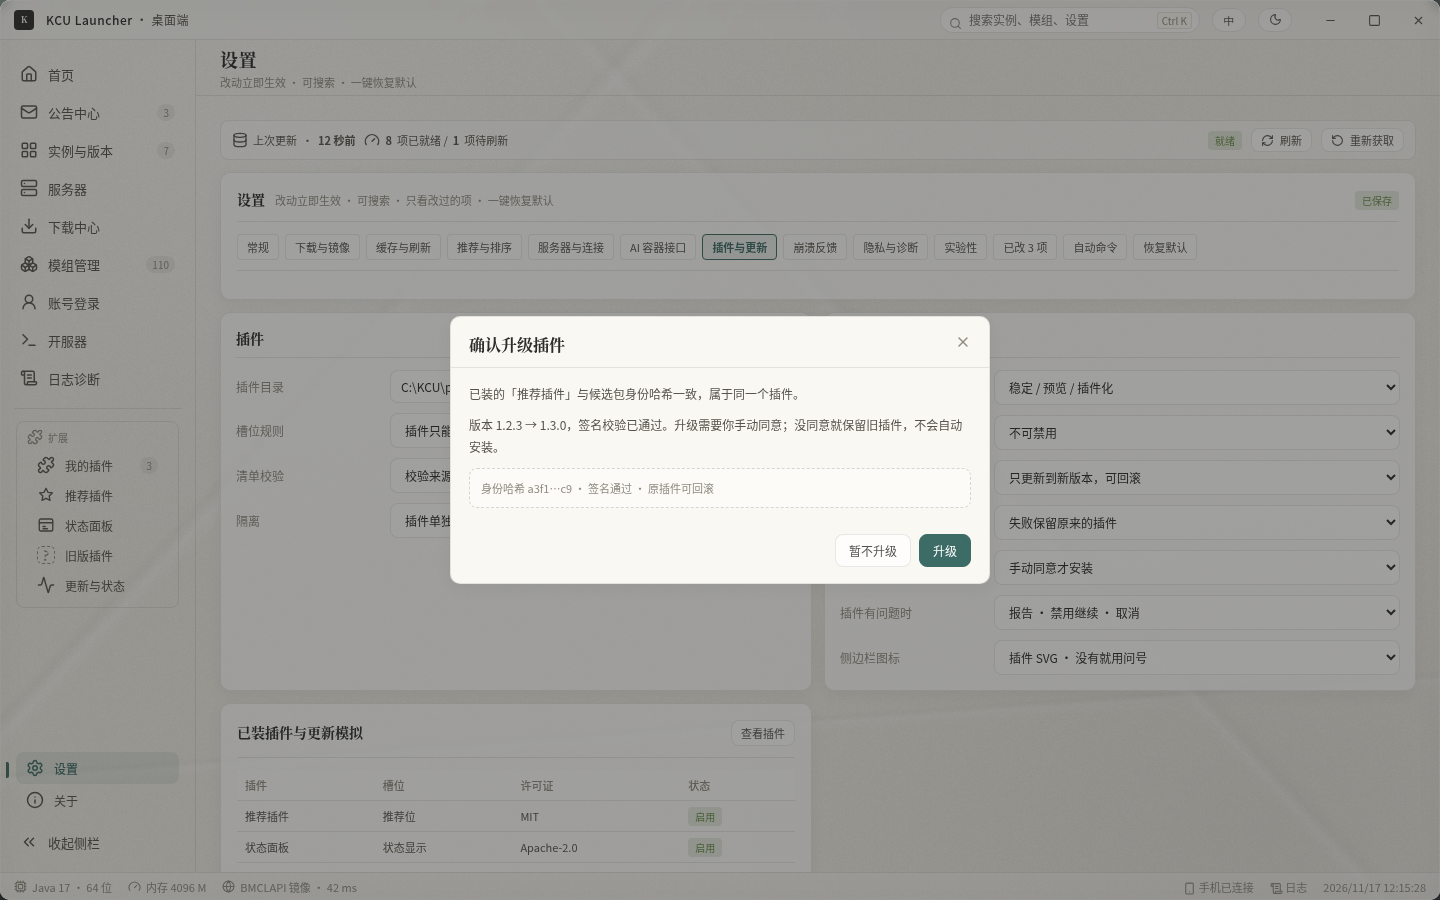 K KCU Launcher · 桌面端
搜索实例、模组、设置 Ctrl K 中
首页
公告中心 3
实例与版本 7
服务器
下载中心
模组管理 110
账号登录
开服器
日志诊断
扩展
我的插件 3
推荐插件
状态面板
旧版插件
更新与状态
设置
关于
收起侧栏
设置
改动立即生效 · 可搜索 · 一键恢复默认
上次更新 · 12 秒前 8 项已就绪 / 1 项待刷新 就绪 刷新 重新获取
设置 改动立即生效 · 可搜索 · 只看改过的项 · 一键恢复默认 已保存
常规 下载与镜像 缓存与刷新 推荐与排序 服务器与连接 AI 容器接口 插件与更新 崩溃反馈 隐私与诊断 实验性 已改 3 项 自动命令 恢复默认
插件
插件目录 C:\KCU\p
槽位规则 插件只能
清单校验 校验来源
隔离 插件单独
确认升级插件
已装的「推荐插件」与候选包身份哈希一致，属于同一个插件。
版本 1.2.3 → 1.3.0，签名校验已通过。升级需要你手动同意；没同意就保留旧插件，不会自动
安装。
身份哈希 a3f1…c9 · 签名通过 · 原插件可回滚
暂不升级 升级
稳定 / 预览 / 插件化
不可禁用
只更新到新版本，可回滚
失败保留原来的插件
手动同意才安装
插件有问题时 报告 · 禁用继续 · 取消
侧边栏图标 插件 SVG · 没有就用问号
已装插件与更新模拟 查看插件
插件 槽位 许可证 状态
推荐插件 推荐位 MIT 启用
状态面板 状态显示 Apache-2.0 启用
Java 17 · 64 位 内存 4096 M BMCLAPI 镜像 · 42 ms 手机已连接 日志 2026/11/17 12:15:28